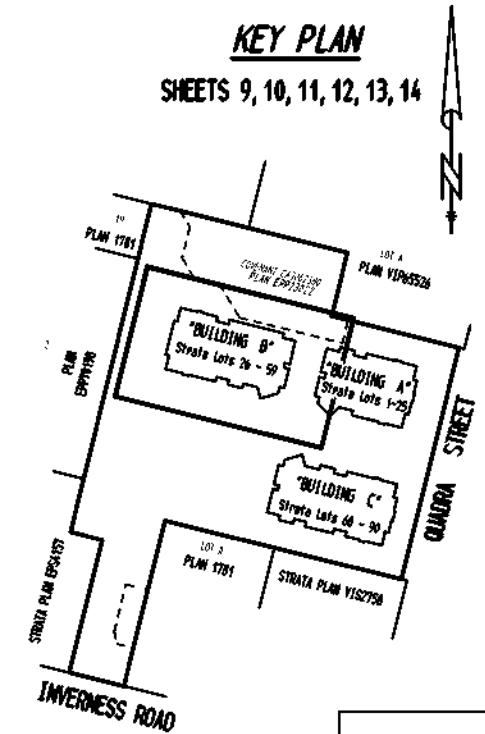 KEY PLAN
SHEETS 9, 10, 11, 12, 13, 14
N
PLAN 1781
LOT A
PLAN VIP65526
COVENANT
"BUILDING B"
Strata Lots 26 - 59
"BUILDING A"
Strata Lots 1-25
PLAN
"BUILDING C"
Strata Lots 60 - 90
QUADRA STREET
PLAN 1781
STRATA PLAN VIS2758
STRATA PLAN
INVERNESS ROAD